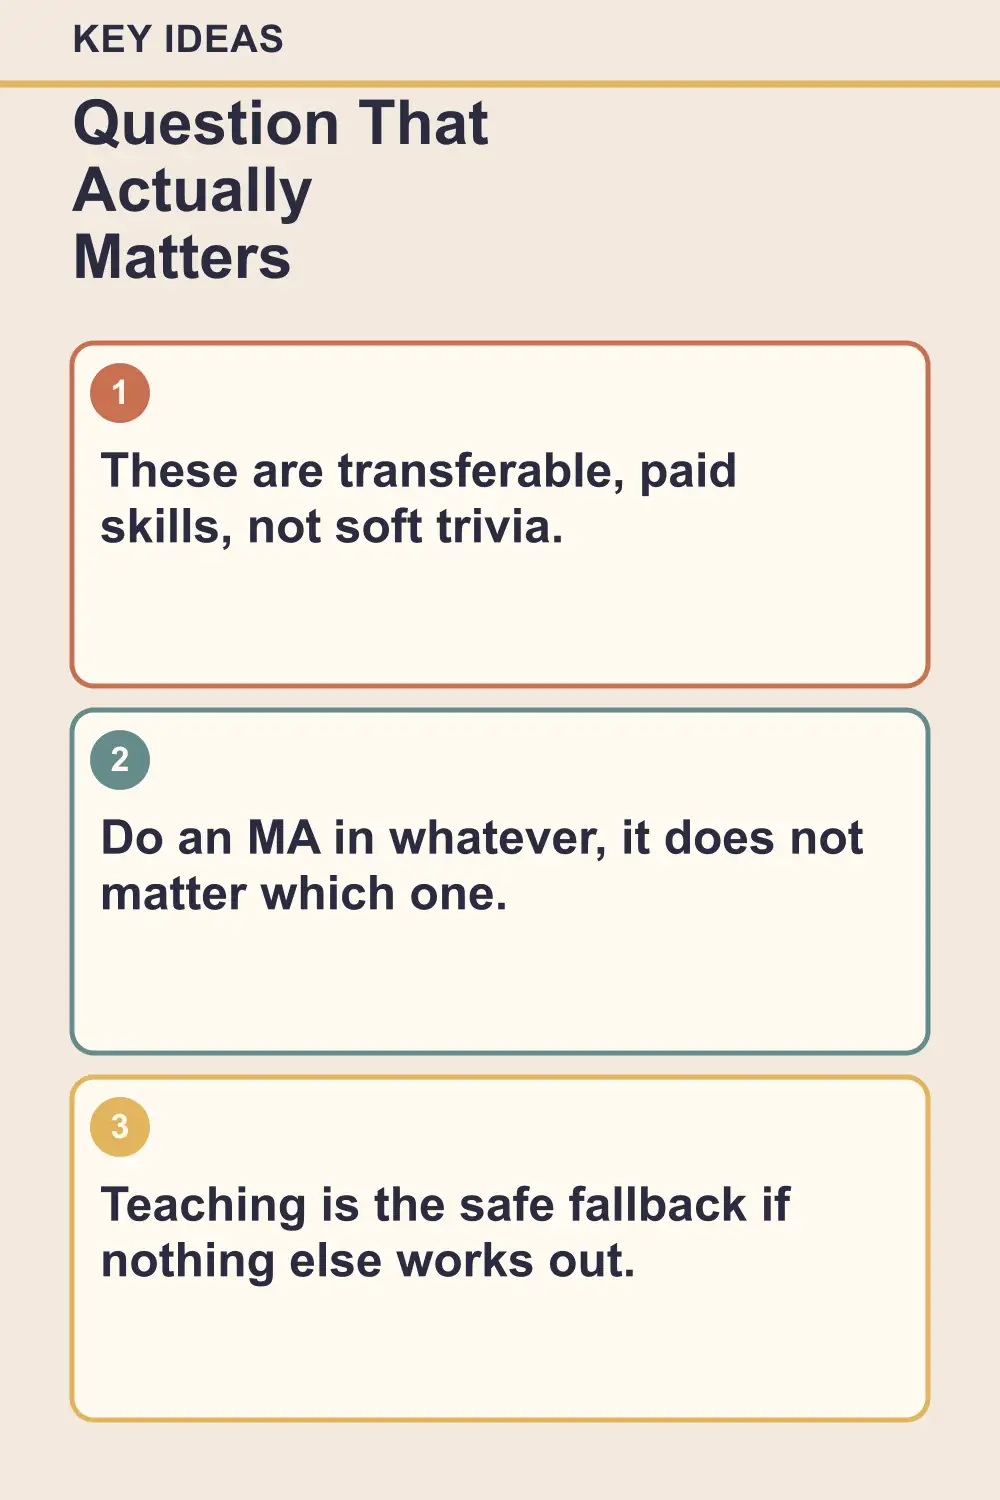 KEY IDEAS
Question That
Actually
Matters
1
These are transferable, paid
skills, not soft trivia.
2
Do an MA in whatever, it does not
matter which one.
3
Teaching is the safe fallback if
nothing else works out.